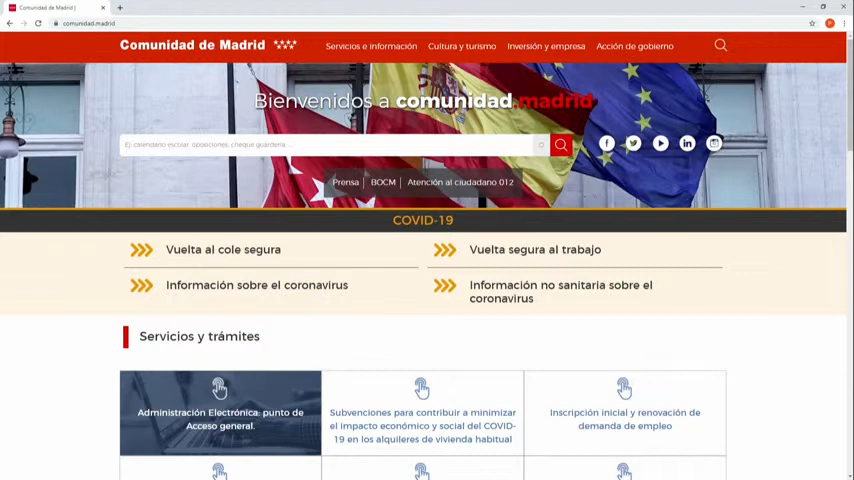 Comunidad de Madrid |
comunidad.madrid
Comunidad de Madrid
Servicios e información
Cultura y turismo
Inversión y empresa
Acción de gobierno
Bienvenidos a comunidad.madrid
Ej: calendario escolar, oposiciones, cheque guardería ...
Prensa | BOCM | Atención al ciudadano 012
COVID-19
Vuelta al cole segura
Vuelta segura al trabajo
Información sobre el coronavirus
Información no sanitaria sobre el
coronavirus
Servicios y trámites
Administración Electrónica: punto de
Acceso general.
Subvenciones para contribuir a minimizar
el impacto económico y social del COVID-
19 en los alquileres de vivienda habitual
Inscripción inicial y renovación de
demanda de empleo